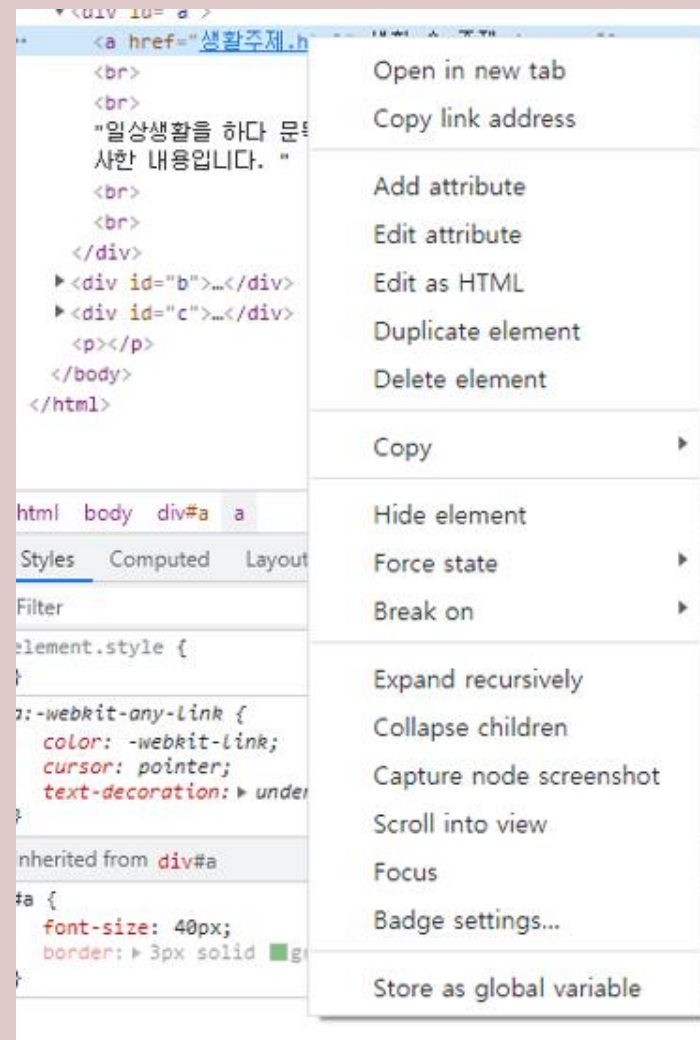 <div id="a">
<a href="생활주제.h
<br>
<br>
"일상생활을 하다
사한 내용입니다. "
<br>
<br>
</div>
▶<div id="b">…</div>
▶<div id="c">…</div>
<p></p>
</body>
</html>
html body div#a a
Styles Computed Layout
Filter
element.style {
}
a:-webkit-any-link {
color: -webkit-link;
cursor: pointer;
text-decoration:▶ under
}
Inherited from div#a
#a {
font-size: 40px;
border:▶ 3px solid
}
Open in new tab
Copy link address
Add attribute
Edit attribute
Edit as HTML
Duplicate element
Delete element
Copy
Hide element
Force state
Break on
Expand recursively
Collapse children
Capture node screenshot
Scroll into view
Focus
Badge settings...
Store as global variable